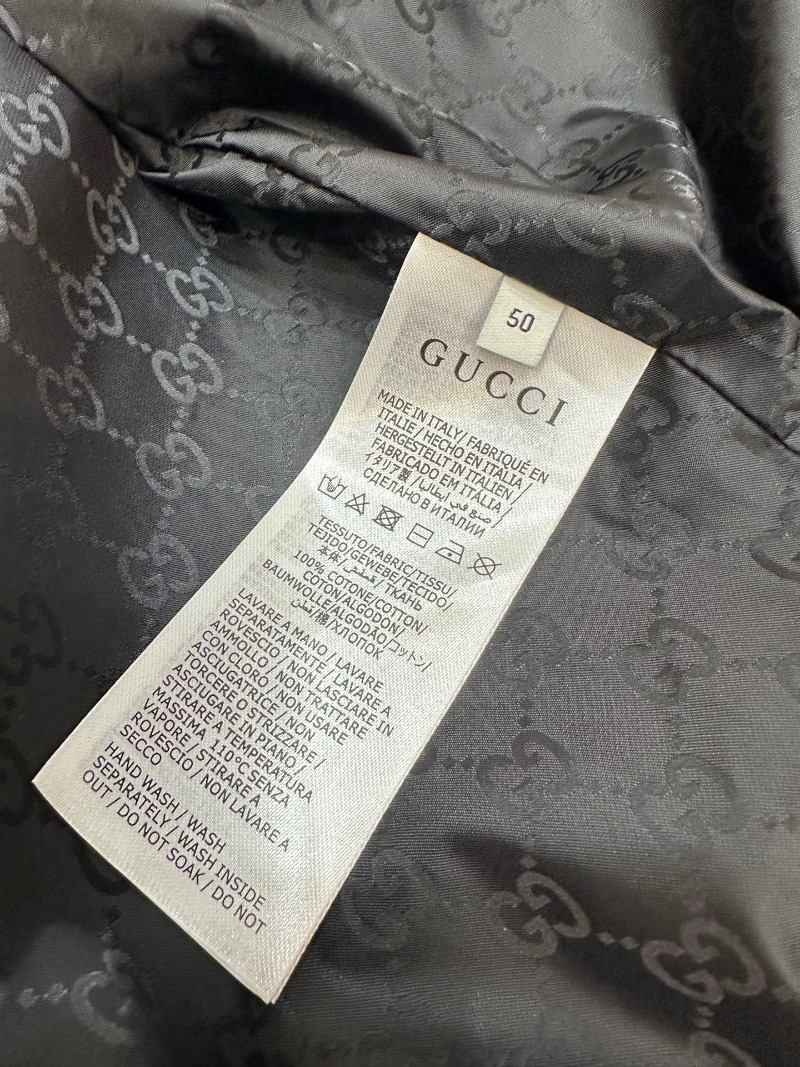 50
GUCCI
MADE IN ITALY/ FABRIQUÉ EN
ITALIE / HECHO EN ITALIA /
HERGESTELLT IN ITALIEN /
FABRICADO EM ITÁLIA /
イタリア製 / صنع في ايطاليا /
СДЕЛАНО В ИТАЛИИ
TESSUTO/FABRIC/TISSU/
TEJIDO/GEWEBE/TECIDO/
本体/قماش/ТКАНЬ
100% COTONE/COTTON/
COTON/ALGODON/
BAUMWOLLE/ALGODÃO/コットン/
قطن/棉/ХЛОПОК
LAVARE A MANO / LAVARE
SEPARATAMENTE / LAVARE A
ROVESCIO / NON LASCIARE IN
AMMOLLO / NON TRATTARE
CON CLORO / NON USARE
ASCIUGATRICE / NON
TORCERE O STRIZZARE /
ASCIUGARE IN PIANO /
STIRARE A TEMPERATURA
MASSIMA 110°C SENZA
VAPORE / STIRARE A
ROVESCIO / NON LAVARE A
SECCO
HAND WASH / WASH
SEPARATELY / WASH INSIDE
OUT / DO NOT SOAK / DO NOT